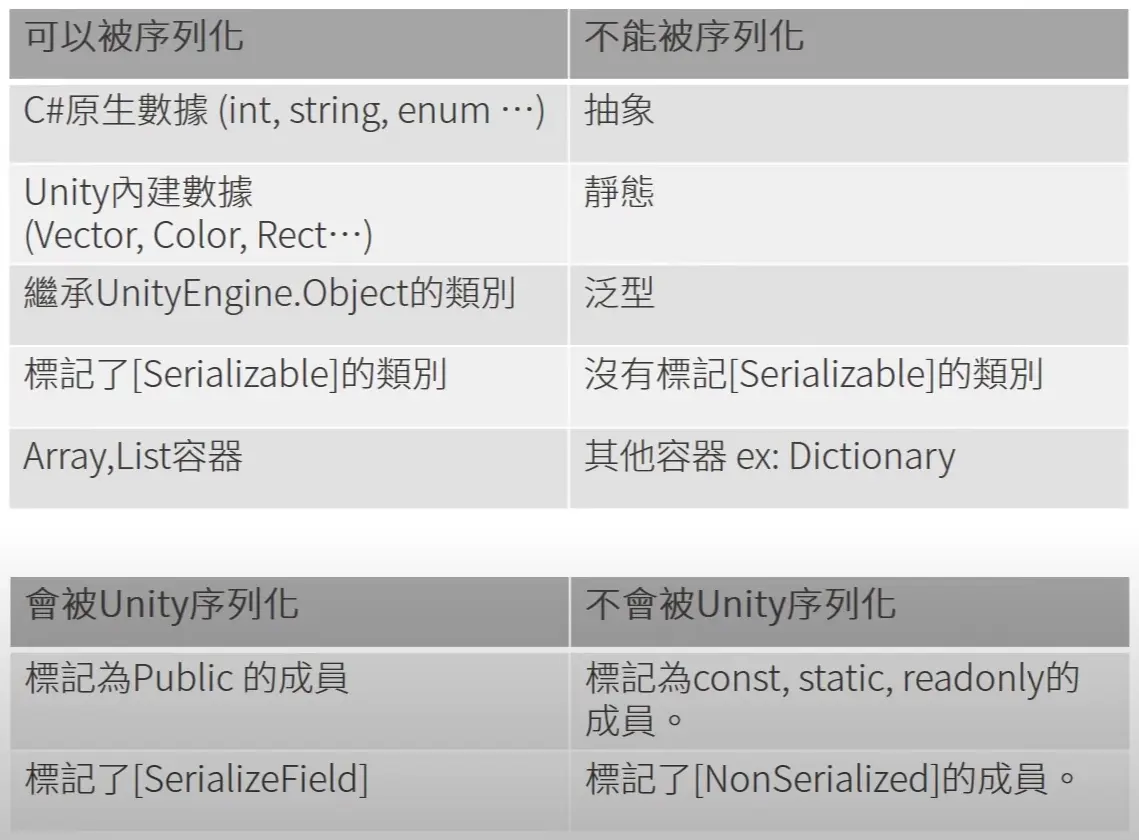 可以被序列化
不能被序列化
C#原生數據 (int, string, enum …)
抽象
Unity內建數據
(Vector, Color, Rect…)
靜態
繼承UnityEngine.Object的類別
泛型
標記了[Serializable]的類別
沒有標記[Serializable]的類別
Array,List容器
其他容器 ex: Dictionary
會被Unity序列化
不會被Unity序列化
標記為Public 的成員
標記為const, static, readonly的
成員。
標記了[SerializeField]
標記了[NonSerialized]的成員。